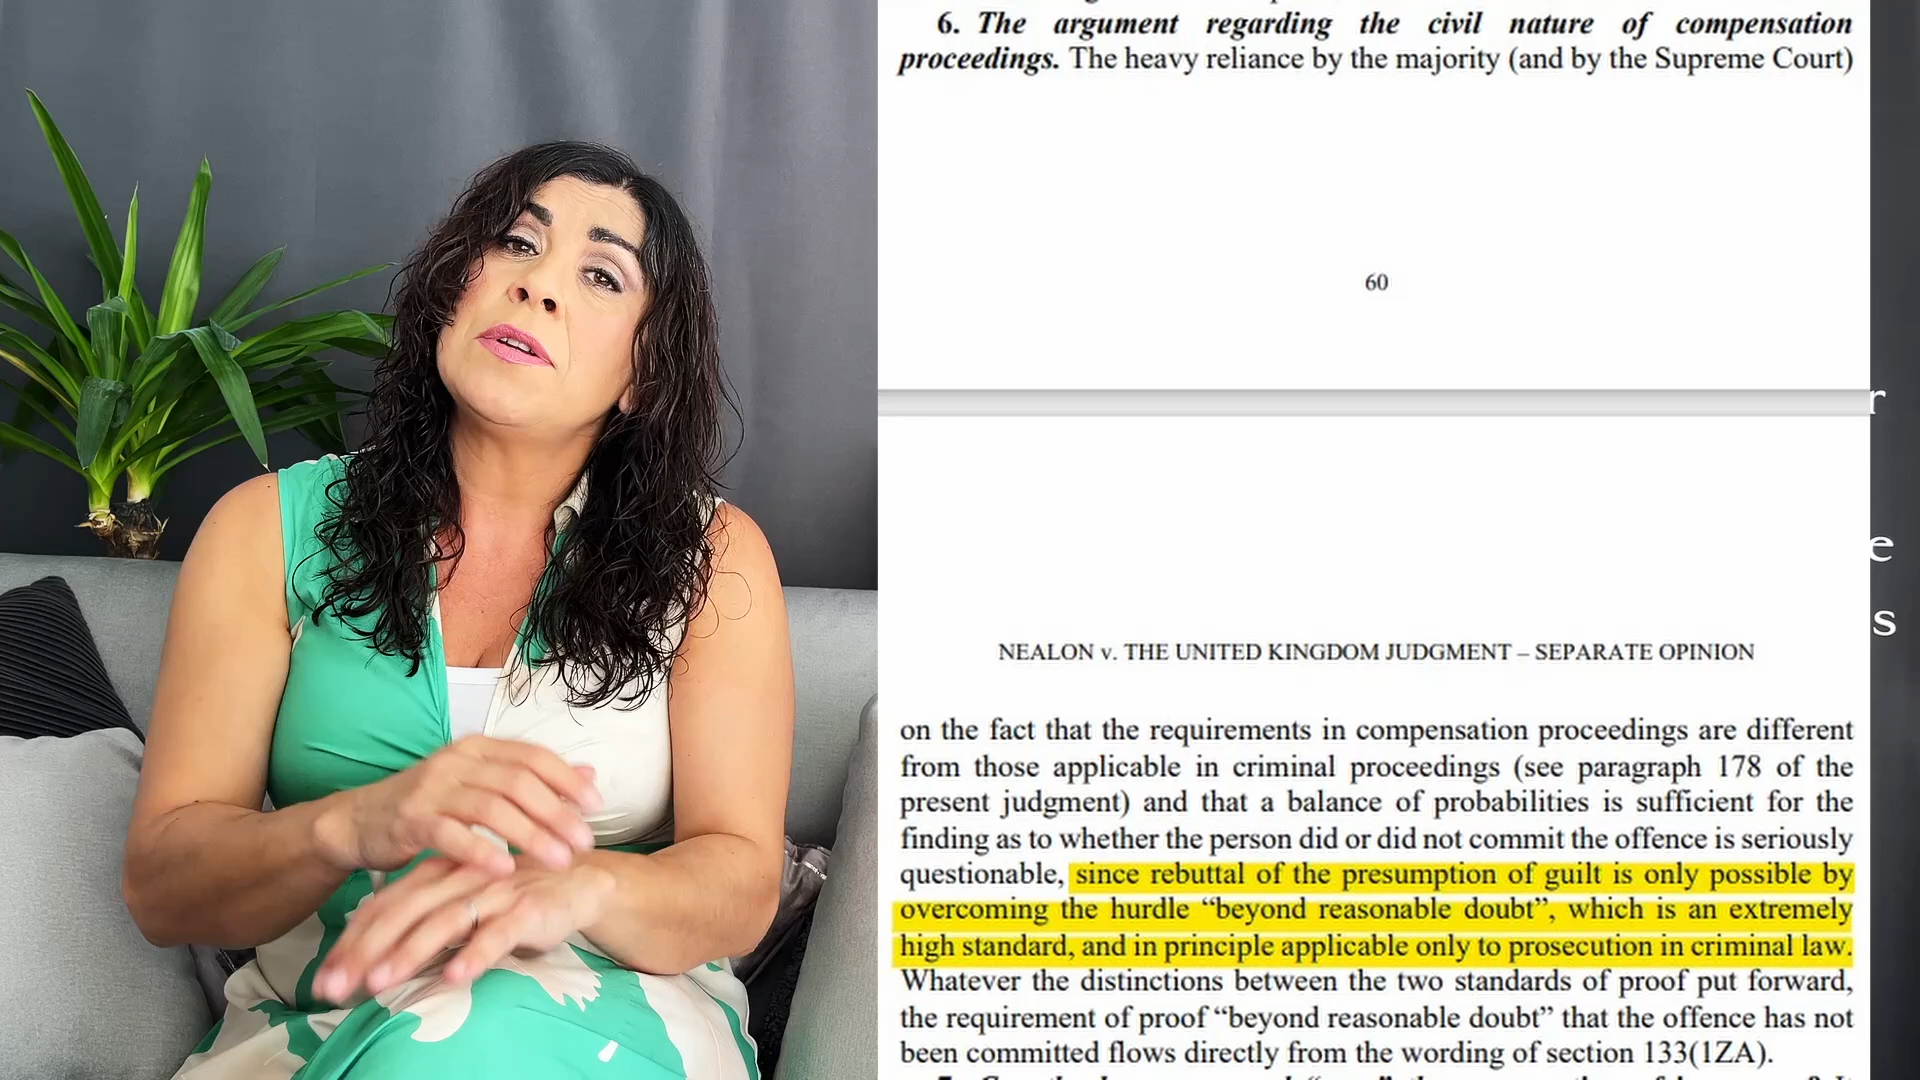 6. The argument regarding the civil nature of compensation
proceedings. The heavy reliance by the majority (and by the Supreme Court)
60
NEALON v. THE UNITED KINGDOM JUDGMENT – SEPARATE OPINION
on the fact that the requirements in compensation proceedings are different
from those applicable in criminal proceedings (see paragraph 178 of the
present judgment) and that a balance of probabilities is sufficient for the
finding as to whether the person did or did not commit the offence is seriously
questionable, since rebuttal of the presumption of guilt is only possible by
overcoming the hurdle “beyond reasonable doubt”, which is an extremely
high standard, and in principle applicable only to prosecution in criminal law.
Whatever the distinctions between the two standards of proof put forward,
the requirement of proof “beyond reasonable doubt” that the offence has not
been committed flows directly from the wording of section 133(1ZA).
r
e
s